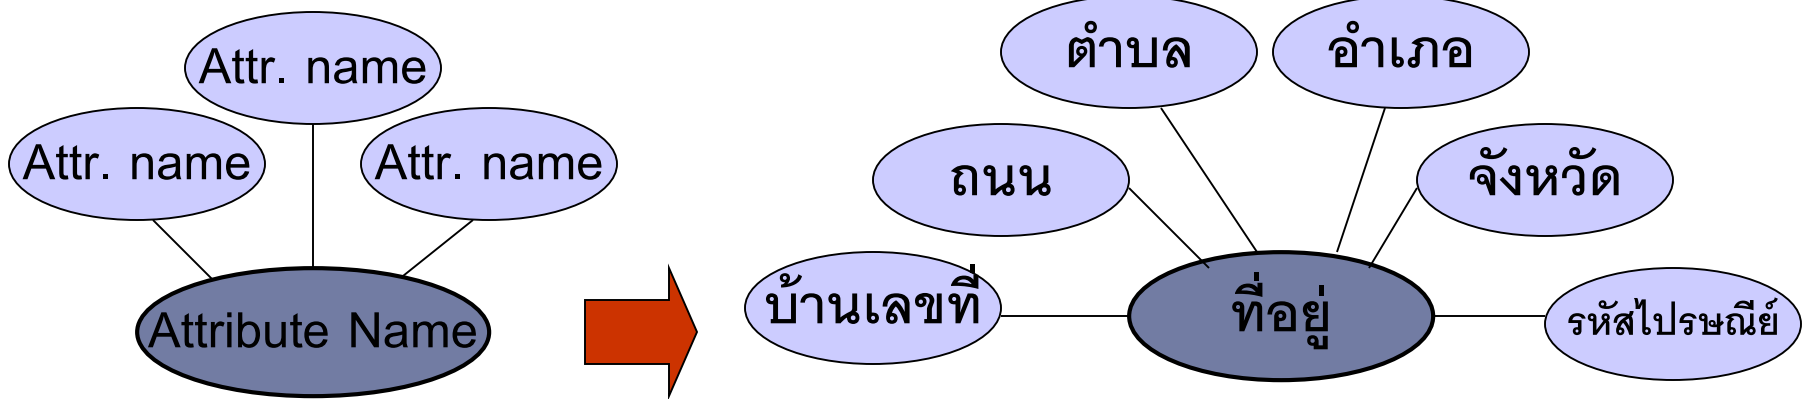 Attr. name
Attr. name
Attr. name
Attribute Name
ตำบล
อำเภอ
ถนน
จังหวัด
บ้านเลขที่
ที่อยู่
รหัสไปรษณีย์